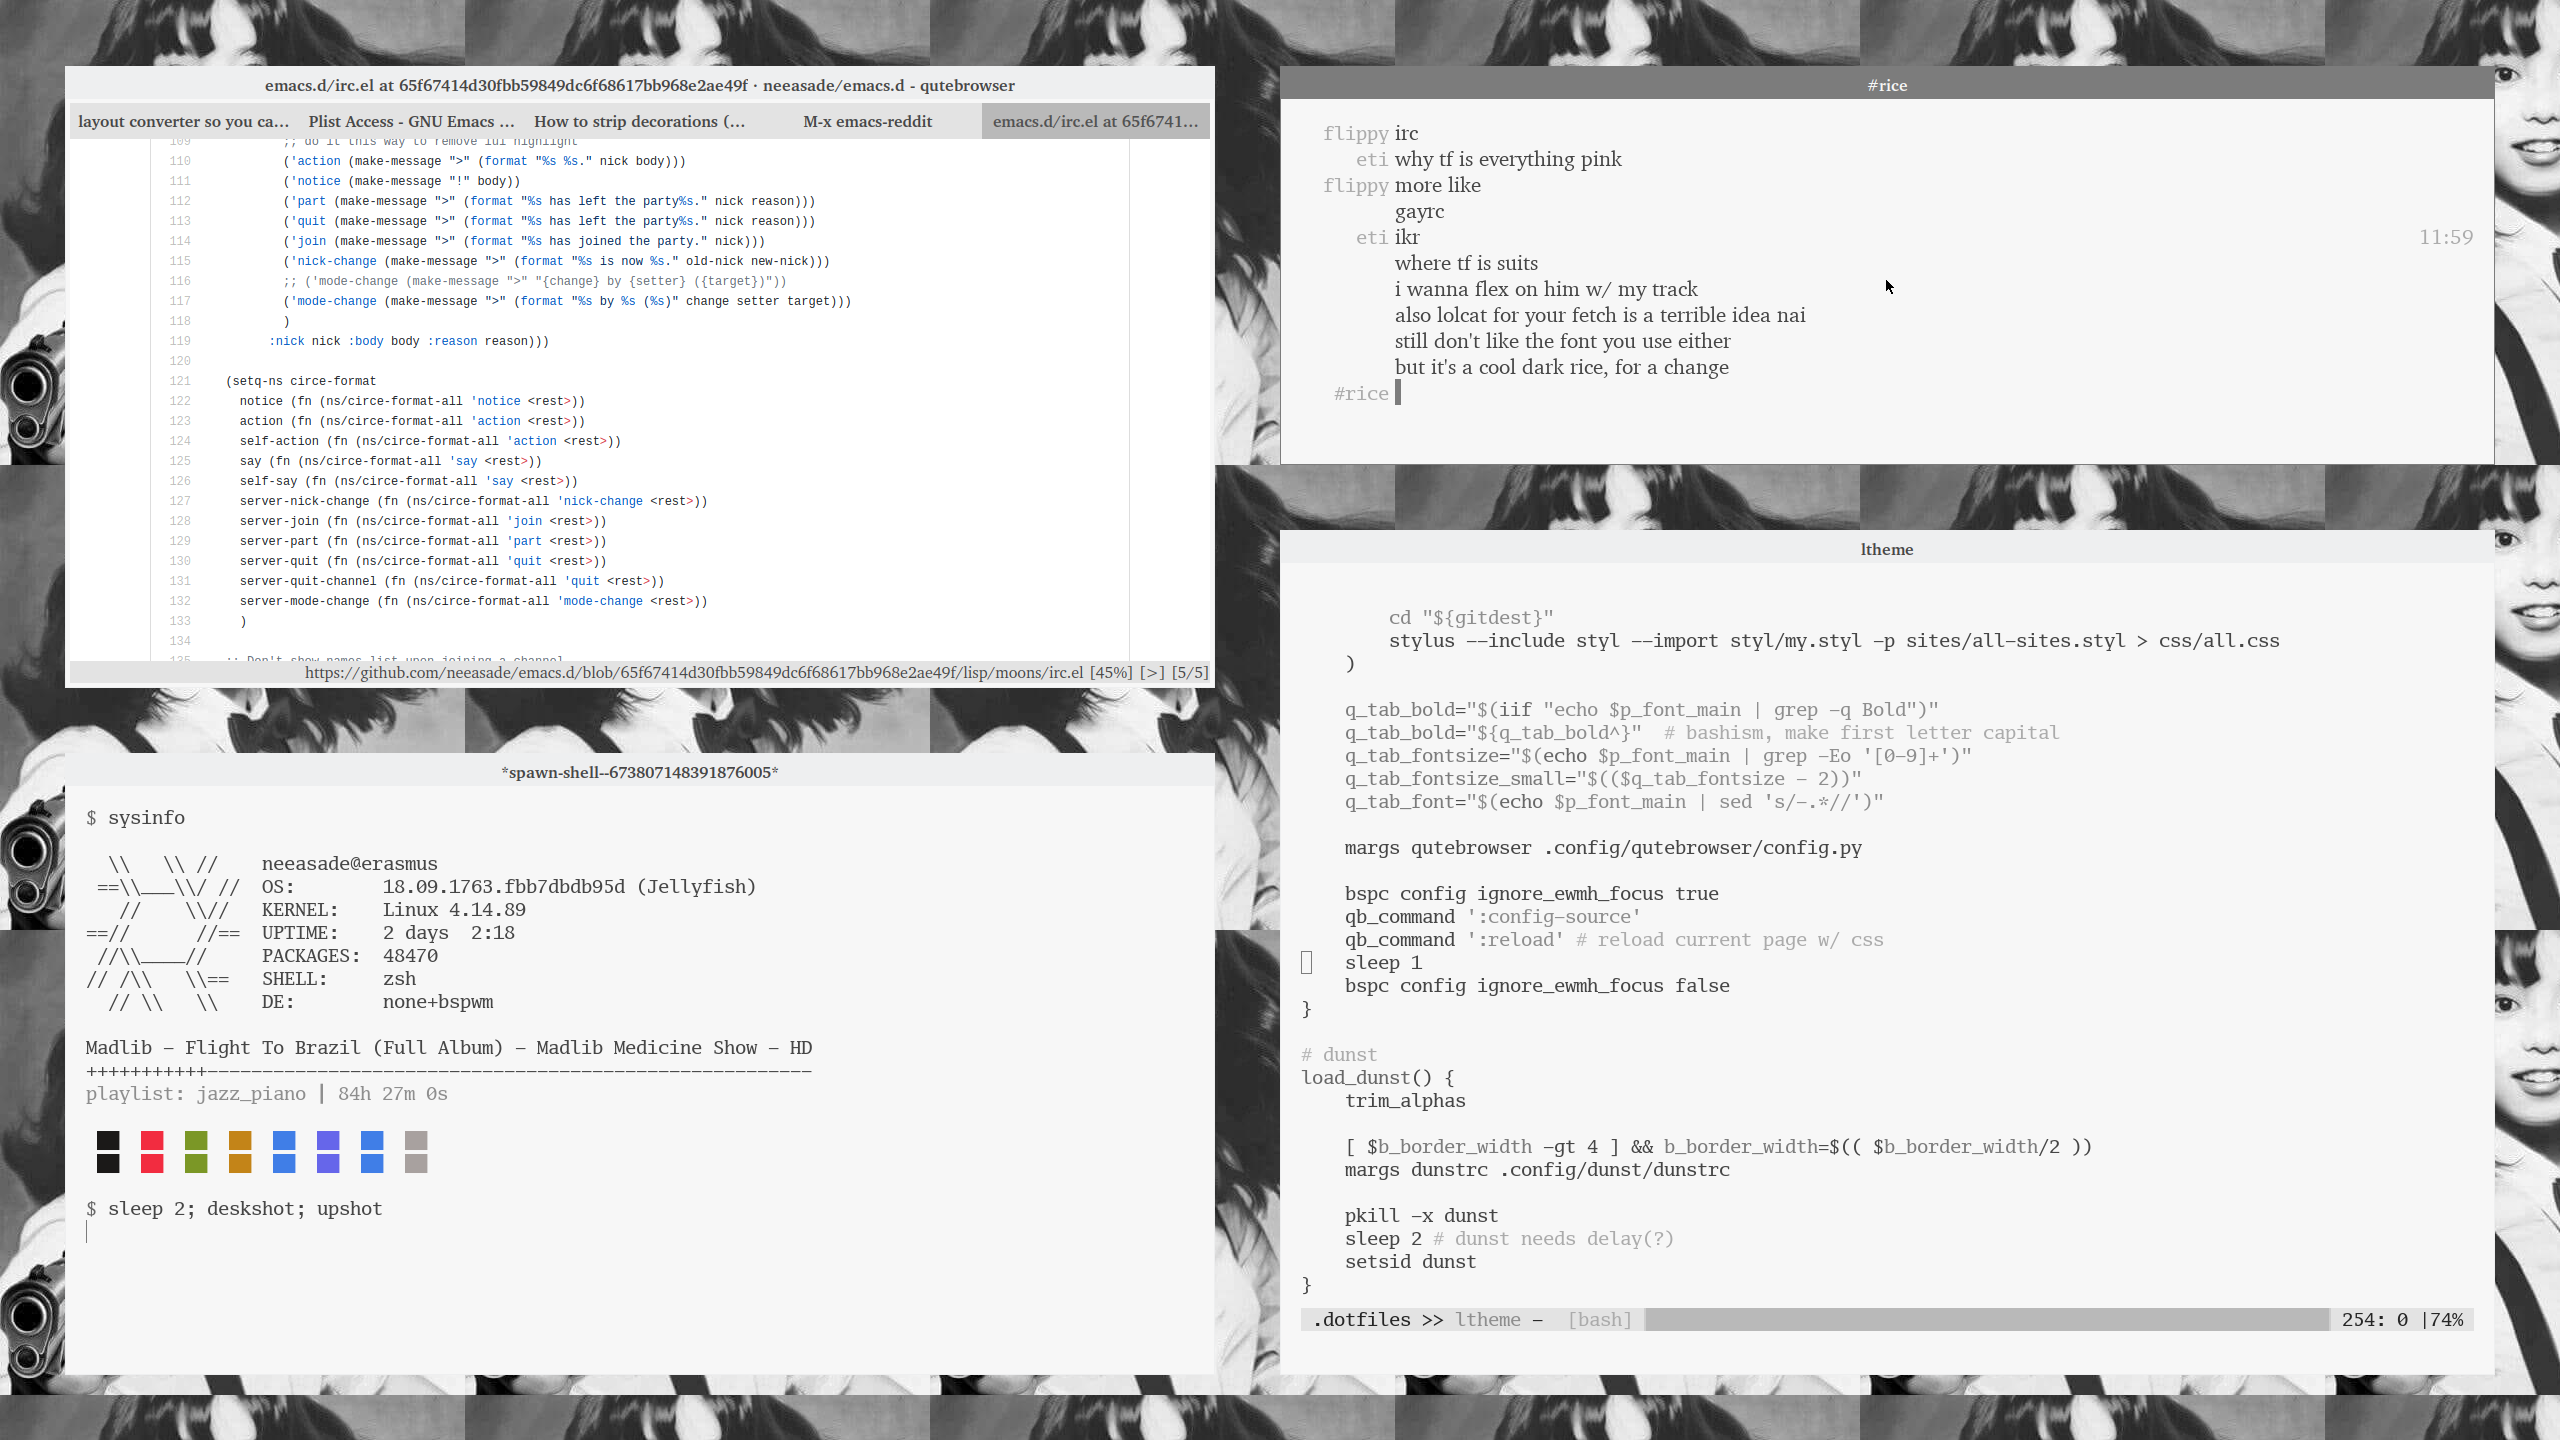 emacs.d/irc.el at 65f67414d30fbb59849dc6f68617bb968e2ae49f · neeasade/emacs.d - qutebrowser
layout converter so you ca... Plist Access - GNU Emacs ... How to strip decorations (... M-x emacs-reddit emacs.d/irc.el at 65f6741...
109 ;; do it this way to remove lui highlight
110 ('action (make-message ">" (format "%s %s." nick body)))
111 ('notice (make-message "!" body))
112 ('part (make-message ">" (format "%s has left the party%s." nick reason)))
113 ('quit (make-message ">" (format "%s has left the party%s." nick reason)))
114 ('join (make-message ">" (format "%s has joined the party." nick)))
115 ('nick-change (make-message ">" (format "%s is now %s." old-nick new-nick)))
116 ;; ('mode-change (make-message ">" "{change} by {setter} ({target})"))
117 ('mode-change (make-message ">" (format "%s by %s (%s)" change setter target)))
118 )
119 :nick nick :body body :reason reason)))
120
121 (setq-ns circe-format
122 notice (fn (ns/circe-format-all 'notice <rest>))
123 action (fn (ns/circe-format-all 'action <rest>))
124 self-action (fn (ns/circe-format-all 'action <rest>))
125 say (fn (ns/circe-format-all 'say <rest>))
126 self-say (fn (ns/circe-format-all 'say <rest>))
127 server-nick-change (fn (ns/circe-format-all 'nick-change <rest>))
128 server-join (fn (ns/circe-format-all 'join <rest>))
129 server-part (fn (ns/circe-format-all 'part <rest>))
130 server-quit (fn (ns/circe-format-all 'quit <rest>))
131 server-quit-channel (fn (ns/circe-format-all 'quit <rest>))
132 server-mode-change (fn (ns/circe-format-all 'mode-change <rest>))
133 )
134
135 ;; Don't show names list upon joining a channel
https://github.com/neeasade/emacs.d/blob/65f67414d30fbb59849dc6f68617bb968e2ae49f/lisp/moons/irc.el [45%] [>] [5/5]
#rice
flippy irc
eti why tf is everything pink
flippy more like
gayrc
eti ikr 11:59
where tf is suits
i wanna flex on him w/ my track
also lolcat for your fetch is a terrible idea nai
still don't like the font you use either
but it's a cool dark rice, for a change
#rice
*spawn-shell--673807148391876005*
$ sysinfo
\\   \\ //    neeasade@erasmus
==\\___\\/ //  OS:        18.09.1763.fbb7dbdb95d (Jellyfish)
//    \\//   KERNEL:    Linux 4.14.89
==//      //==  UPTIME:    2 days  2:18
//\\____//     PACKAGES:  48470
// /\\   \\==   SHELL:     zsh
// \\   \\    DE:        none+bspwm
Madlib - Flight To Brazil (Full Album) - Madlib Medicine Show - HD
+++++++++++-------------------------------------------------------
playlist: jazz_piano | 84h 27m 0s
$ sleep 2; deskshot; upshot
ltheme
cd "${gitdest}"
stylus --include styl --import styl/my.styl -p sites/all-sites.styl > css/all.css
)
q_tab_bold="$(iif "echo $p_font_main | grep -q Bold")"
q_tab_bold="${q_tab_bold^}"  # bashism, make first letter capital
q_tab_fontsize="$(echo $p_font_main | grep -Eo '[0-9]+')"
q_tab_fontsize_small="$(($q_tab_fontsize - 2))"
q_tab_font="$(echo $p_font_main | sed 's/-.*//')"
margs qutebrowser .config/qutebrowser/config.py
bspc config ignore_ewmh_focus true
qb_command ':config-source'
qb_command ':reload' # reload current page w/ css
sleep 1
bspc config ignore_ewmh_focus false
}
# dunst
load_dunst() {
trim_alphas
[ $b_border_width -gt 4 ] && b_border_width=$(( $b_border_width/2 ))
margs dunstrc .config/dunst/dunstrc
pkill -x dunst
sleep 2 # dunst needs delay(?)
setsid dunst
}
.dotfiles >> ltheme -  [bash] 254: 0 |74%